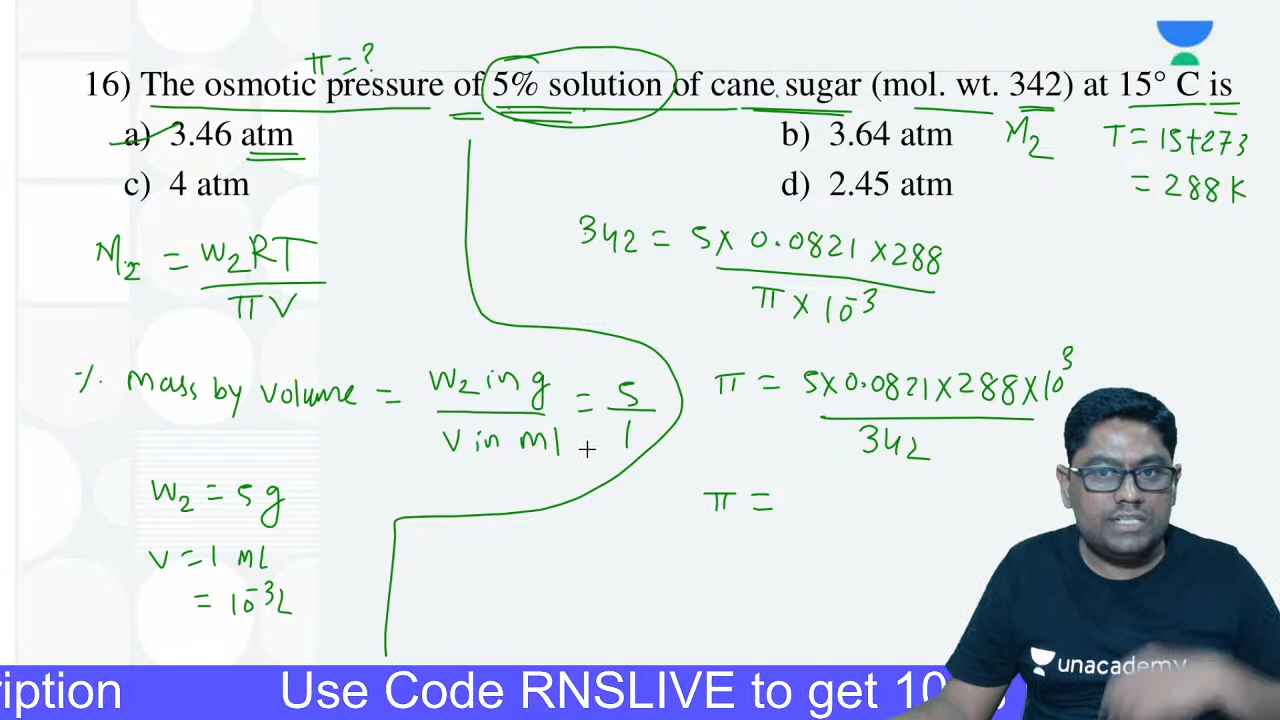 π = ?
16) The osmotic pressure of 5% solution of cane sugar (mol. wt. 342) at 15° C is
a) 3.46 atm
b) 3.64 atm
M₂
T = 15+273
= 288 K
c) 4 atm
d) 2.45 atm
M₂ = w₂RT / πV
342 = 5 × 0.0821 × 288 / π × 10⁻³
% mass by volume = w₂ in g / V in ml = 5 / 1
π = 5×0.0821×288×10³ / 342
w₂ = 5 g
V = 1 ml
= 10⁻³L
π =
unacademy
ription Use Code RNSLIVE to get 10